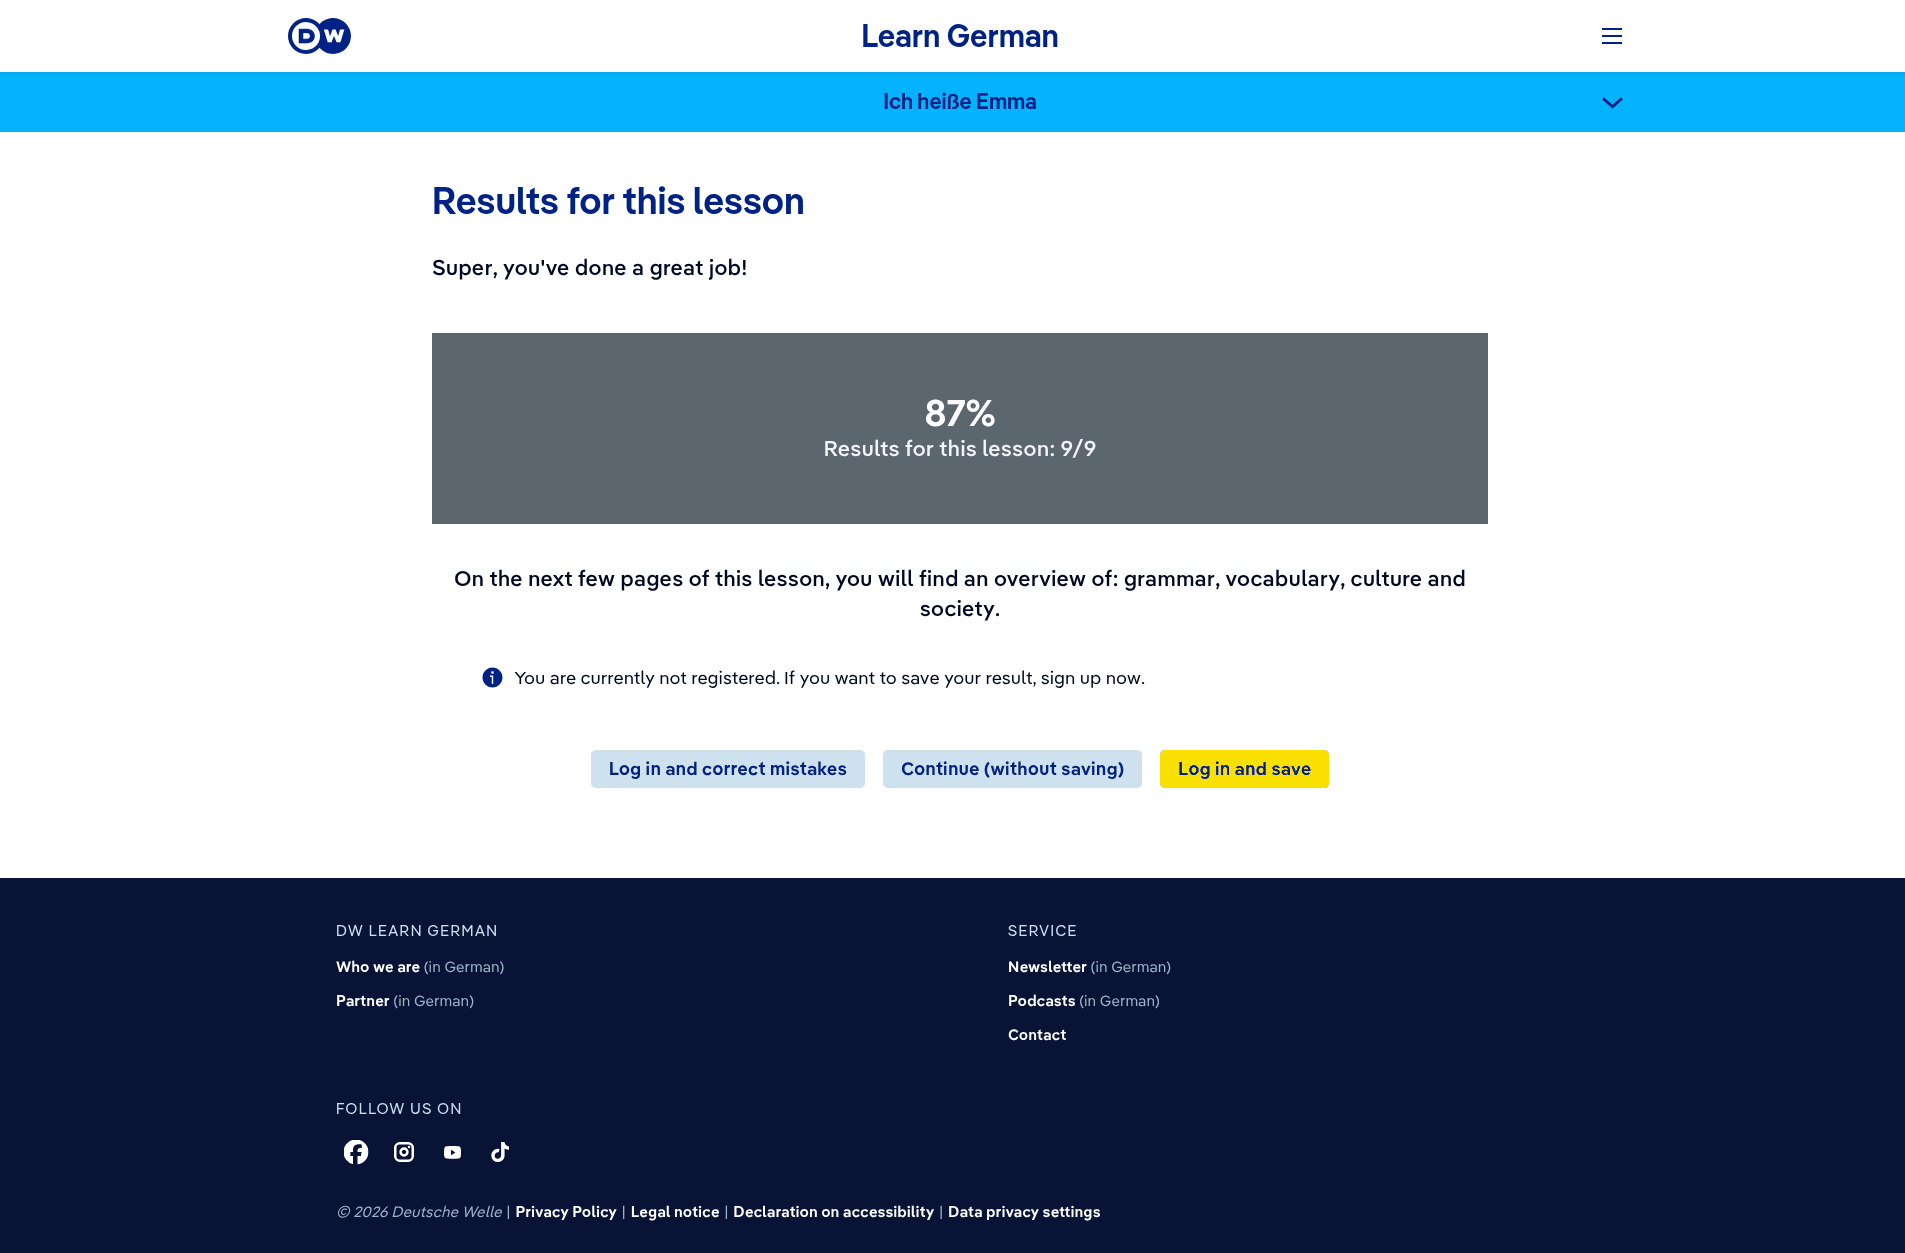 DW
Learn German
Ich heiße Emma
Results for this lesson
Super, you've done a great job!
87%
Results for this lesson: 9/9
On the next few pages of this lesson, you will find an overview of: grammar, vocabulary, culture and
society.
You are currently not registered. If you want to save your result, sign up now.
Log in and correct mistakes
Continue (without saving)
Log in and save
DW LEARN GERMAN
Who we are (in German)
Partner (in German)
SERVICE
Newsletter (in German)
Podcasts (in German)
Contact
FOLLOW US ON
© 2026 Deutsche Welle | Privacy Policy | Legal notice | Declaration on accessibility | Data privacy settings